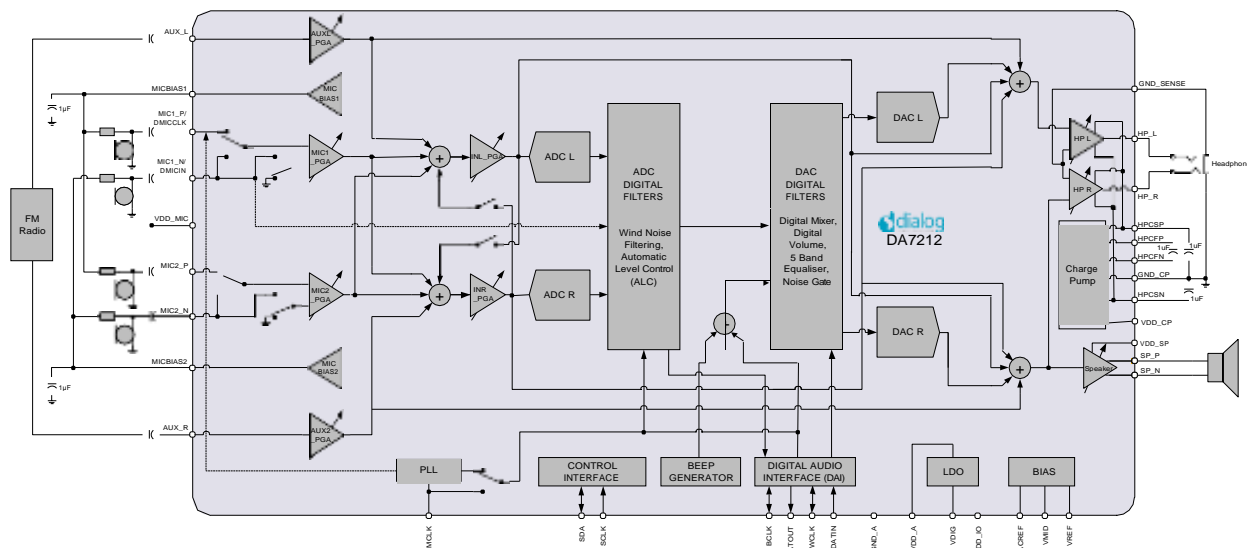 AUX_L
MICBIAS1
1µF
MIC1_P/
DMICCLK
MIC1_N/
DMICIN
FM
Radio
VDD_MIC
MIC2_P
MIC2_N
MICBIAS2
1µF
AUX_R
AUXL
_PGA
MIC
BIAS1
MIC1
_PGA
MIC2
_PGA
MIC
BIAS2
AUX2
_PGA
+
INL_PGA
ADC L
+
INR
_PGA
ADC R
ADC
DIGITAL
FILTERS
Wind Noise
Filtering,
Automatic
Level Control
(ALC)
DAC
DIGITAL
FILTERS
Digital Mixer,
Digital
Volume,
5 Band
Equaliser,
Noise Gate
DAC L
dialog
DA7212
DAC R
+
+
HP L
HP R
Charge
Pump
Speaker
GND_SENSE
HP_L
Headphon
HP_R
HPCSP
HPCFP
1uF
1uF
HPCFN
GND_CP
HPCSN
1uF
VDD_CP
VDD_SP
SP_P
SP_N
PLL
CONTROL
INTERFACE
BEEP
GENERATOR
DIGITAL AUDIO
INTERFACE (DAI)
LDO
BIAS
MCLK
SDA
SCLK
BCLK
TOUT
WCLK
DATIN
VDIG
VMID
VREF